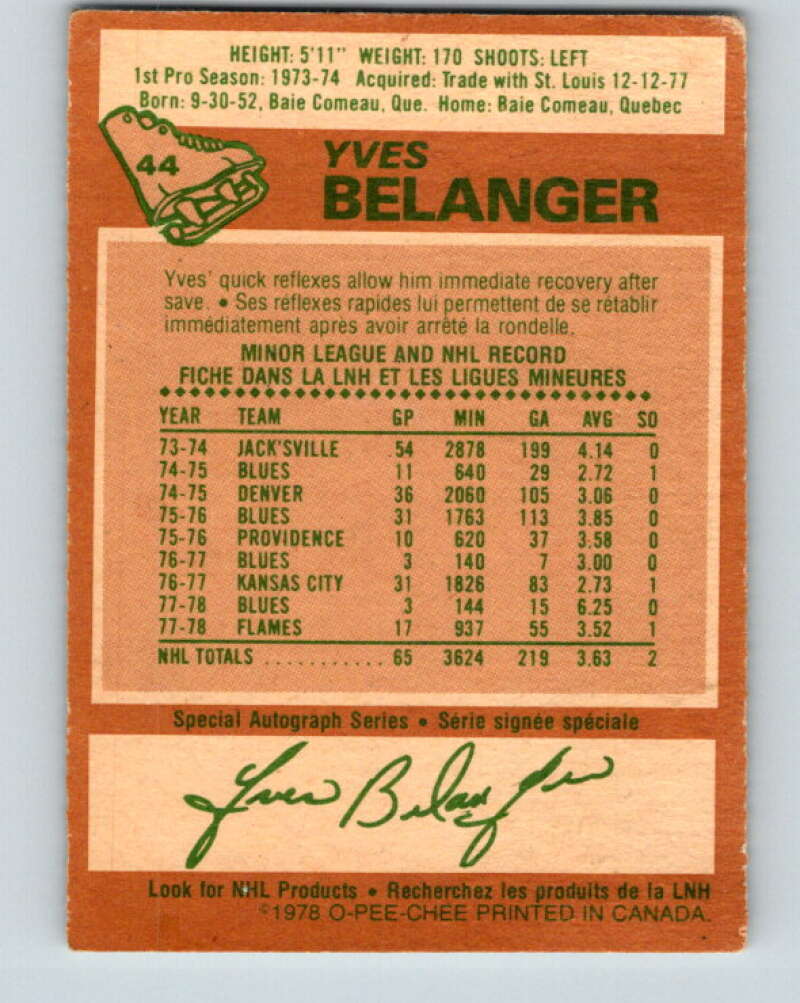 HEIGHT: 5'11" WEIGHT: 170 SHOOTS: LEFT
1st Pro Season: 1973-74 Acquired: Trade with St. Louis 12-12-77
Born: 9-30-52, Baie Comeau, Que. Home: Baie Comeau, Quebec
44
YVES
BELANGER
Yves' quick reflexes allow him immediate recovery after
save. • Ses réflexes rapides lui permettent de se rétablir
immédiatement après avoir arrêté la rondelle.
MINOR LEAGUE AND NHL RECORD
FICHE DANS LA LNH ET LES LIGUES MINEURES
YEAR TEAM GP MIN GA AVG SO
73-74 JACK'SVILLE 54 2878 199 4.14 0
74-75 BLUES 11 640 29 2.72 1
74-75 DENVER 36 2060 105 3.06 0
75-76 BLUES 31 1763 113 3.85 0
75-76 PROVIDENCE 10 620 37 3.58 0
76-77 BLUES 3 140 7 3.00 0
76-77 KANSAS CITY 31 1826 83 2.73 1
77-78 BLUES 3 144 15 6.25 0
77-78 FLAMES 17 937 55 3.52 1
NHL TOTALS ........... 65 3624 219 3.63 2
Special Autograph Series • Série signée spéciale
Yves Belanger
Look for NHL Products • Recherchez les produits de la LNH
©1978 O-PEE-CHEE PRINTED IN CANADA.